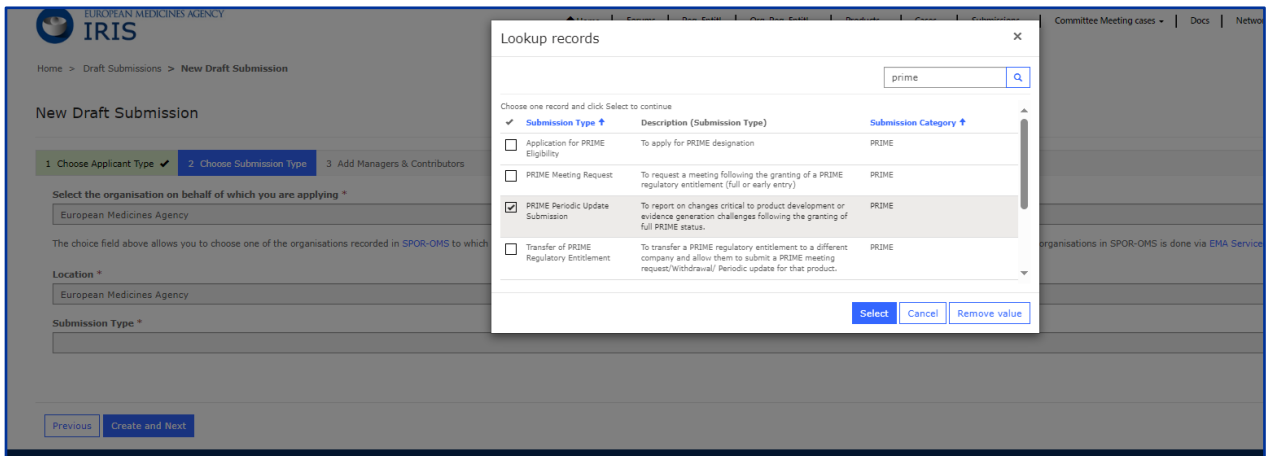 EUROPEAN MEDICINES AGENCY
IRIS
Committee Meeting cases
Docs
Home > Draft Submissions > New Draft Submission
New Draft Submission
1 Choose Applicant Type ✔ 2 Choose Submission Type 3 Add Managers & Contributors
Select the organisation on behalf of which you are applying *
European Medicines Agency
The choice field above allows you to choose one of the organisations recorded in SPOR-OMS to which
organisations in SPOR-OMS is done via EMA Service
Location *
European Medicines Agency
Submission Type *
Previous Create and Next
Lookup records ×
prime
Choose one record and click Select to continue
✔ Submission Type ↑ Description (Submission Type) Submission Category ↑
Application for PRIME
Eligibility
To apply for PRIME designation
PRIME
PRIME Meeting Request
To request a meeting following the granting of a PRIME
regulatory entitlement (full or early entry)
PRIME
PRIME Periodic Update
Submission
To report on changes critical to product development or
evidence generation challenges following the granting of
full PRIME status.
PRIME
Transfer of PRIME
Regulatory Entitlement
To transfer a PRIME regulatory entitlement to a different
company and allow them to submit a PRIME meeting
request/Withdrawal/ Periodic update for that product.
PRIME
Select Cancel Remove value